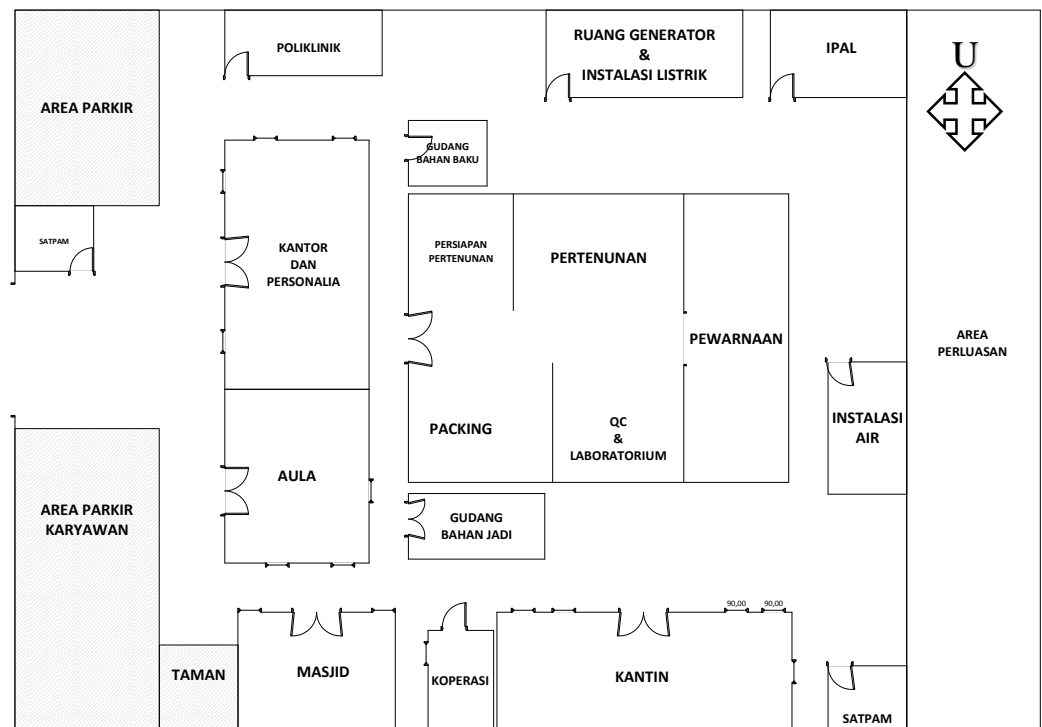 POLIKLINIK
RUANG GENERATOR
&
INSTALASI LISTRIK
IPAL
U
AREA PARKIR
GUDANG
BAHAN BAKU
SATPAM
KANTOR
DAN
PERSONALIA
PERSIAPAN
PERTENUNAN
PERTENUNAN
PEWARNAAN
AREA
PERLUASAN
PACKING
QC
&
LABORATORIUM
INSTALASI
AIR
AULA
AREA PARKIR
KARYAWAN
GUDANG
BAHAN JADI
90,00
90,00
TAMAN
MASJID
KOPERASI
KANTIN
SATPAM